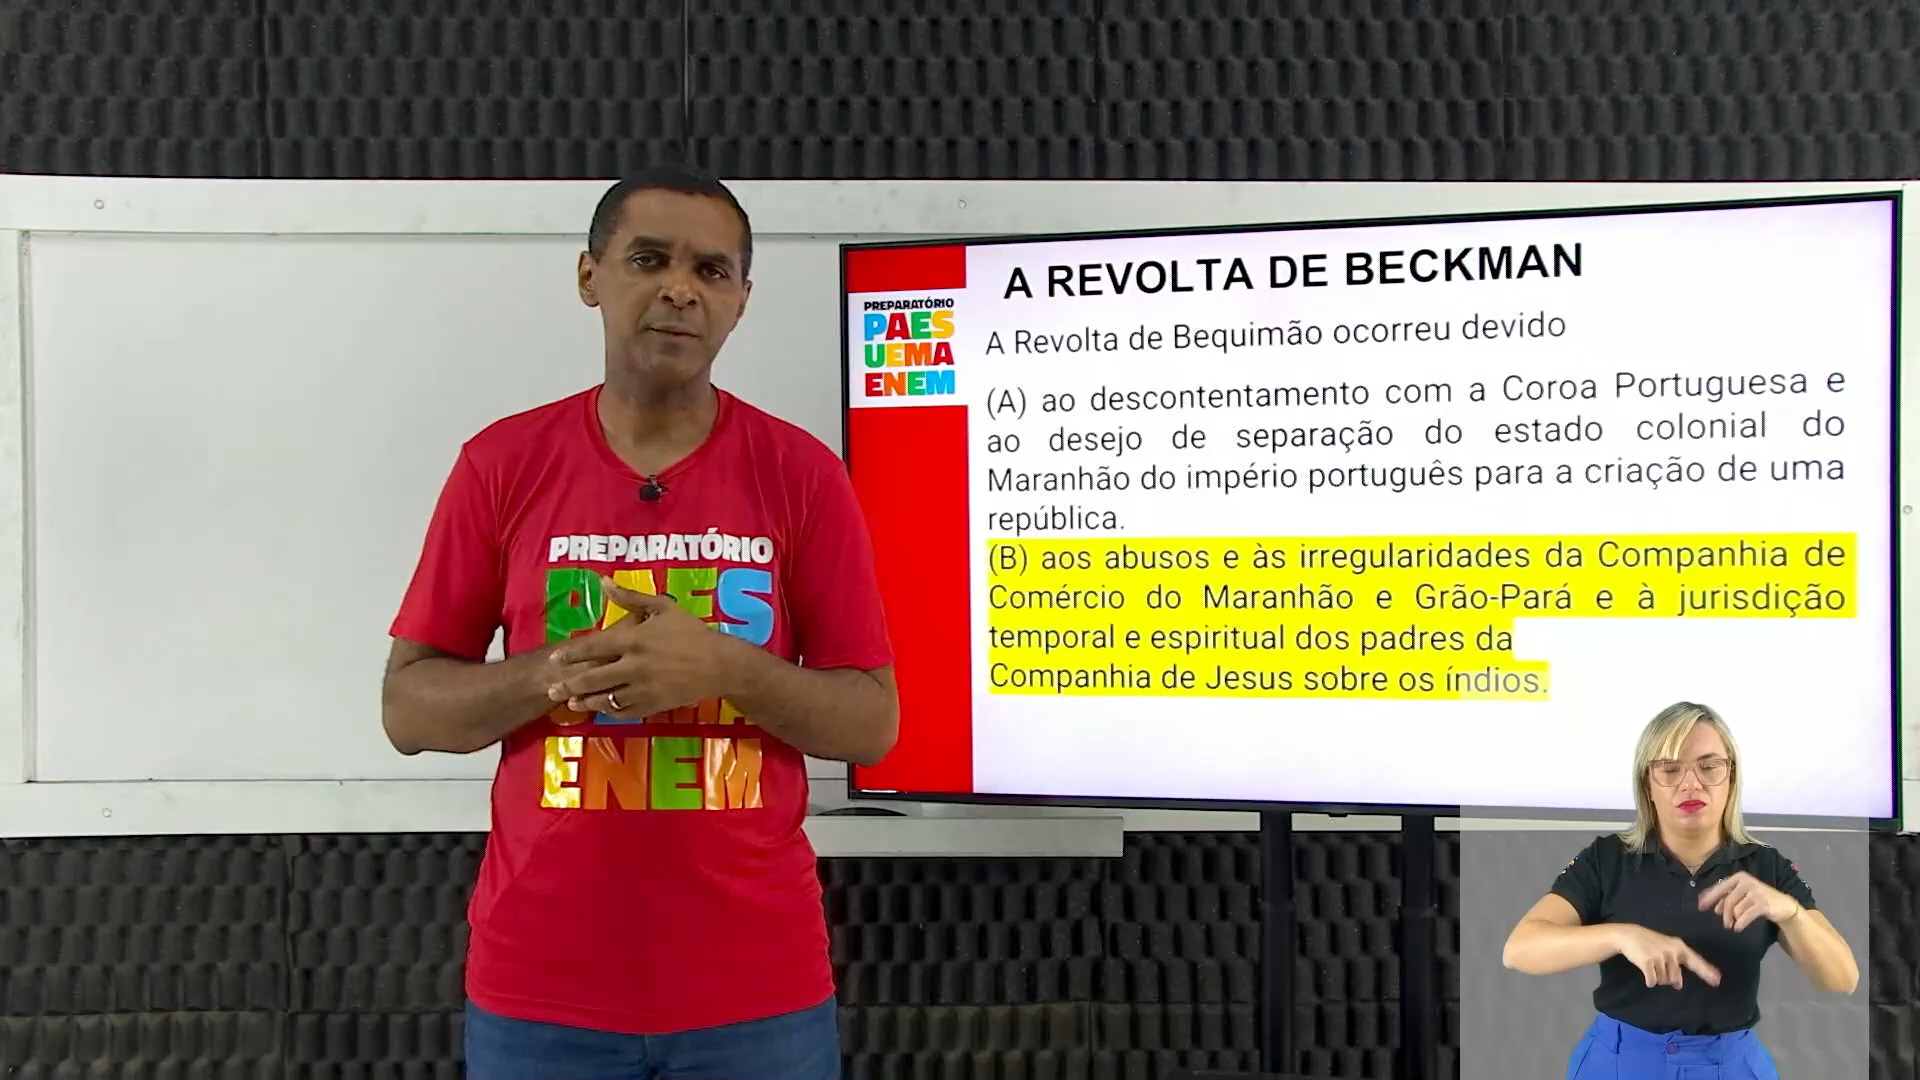 A REVOLTA DE BECKMAN
PREPARATÓRIO
PAES
UEMA
ENEM
A Revolta de Bequimão ocorreu devido
(A) ao descontentamento com a Coroa Portuguesa e
ao desejo de separação do estado colonial do
Maranhão do império português para a criação de uma
república.
(B) aos abusos e às irregularidades da Companhia de
Comércio do Maranhão e Grão-Pará e à jurisdição
temporal e espiritual dos padres da
Companhia de Jesus sobre os índios.
PREPARATÓRIO
PAES
UEMA
ENEM